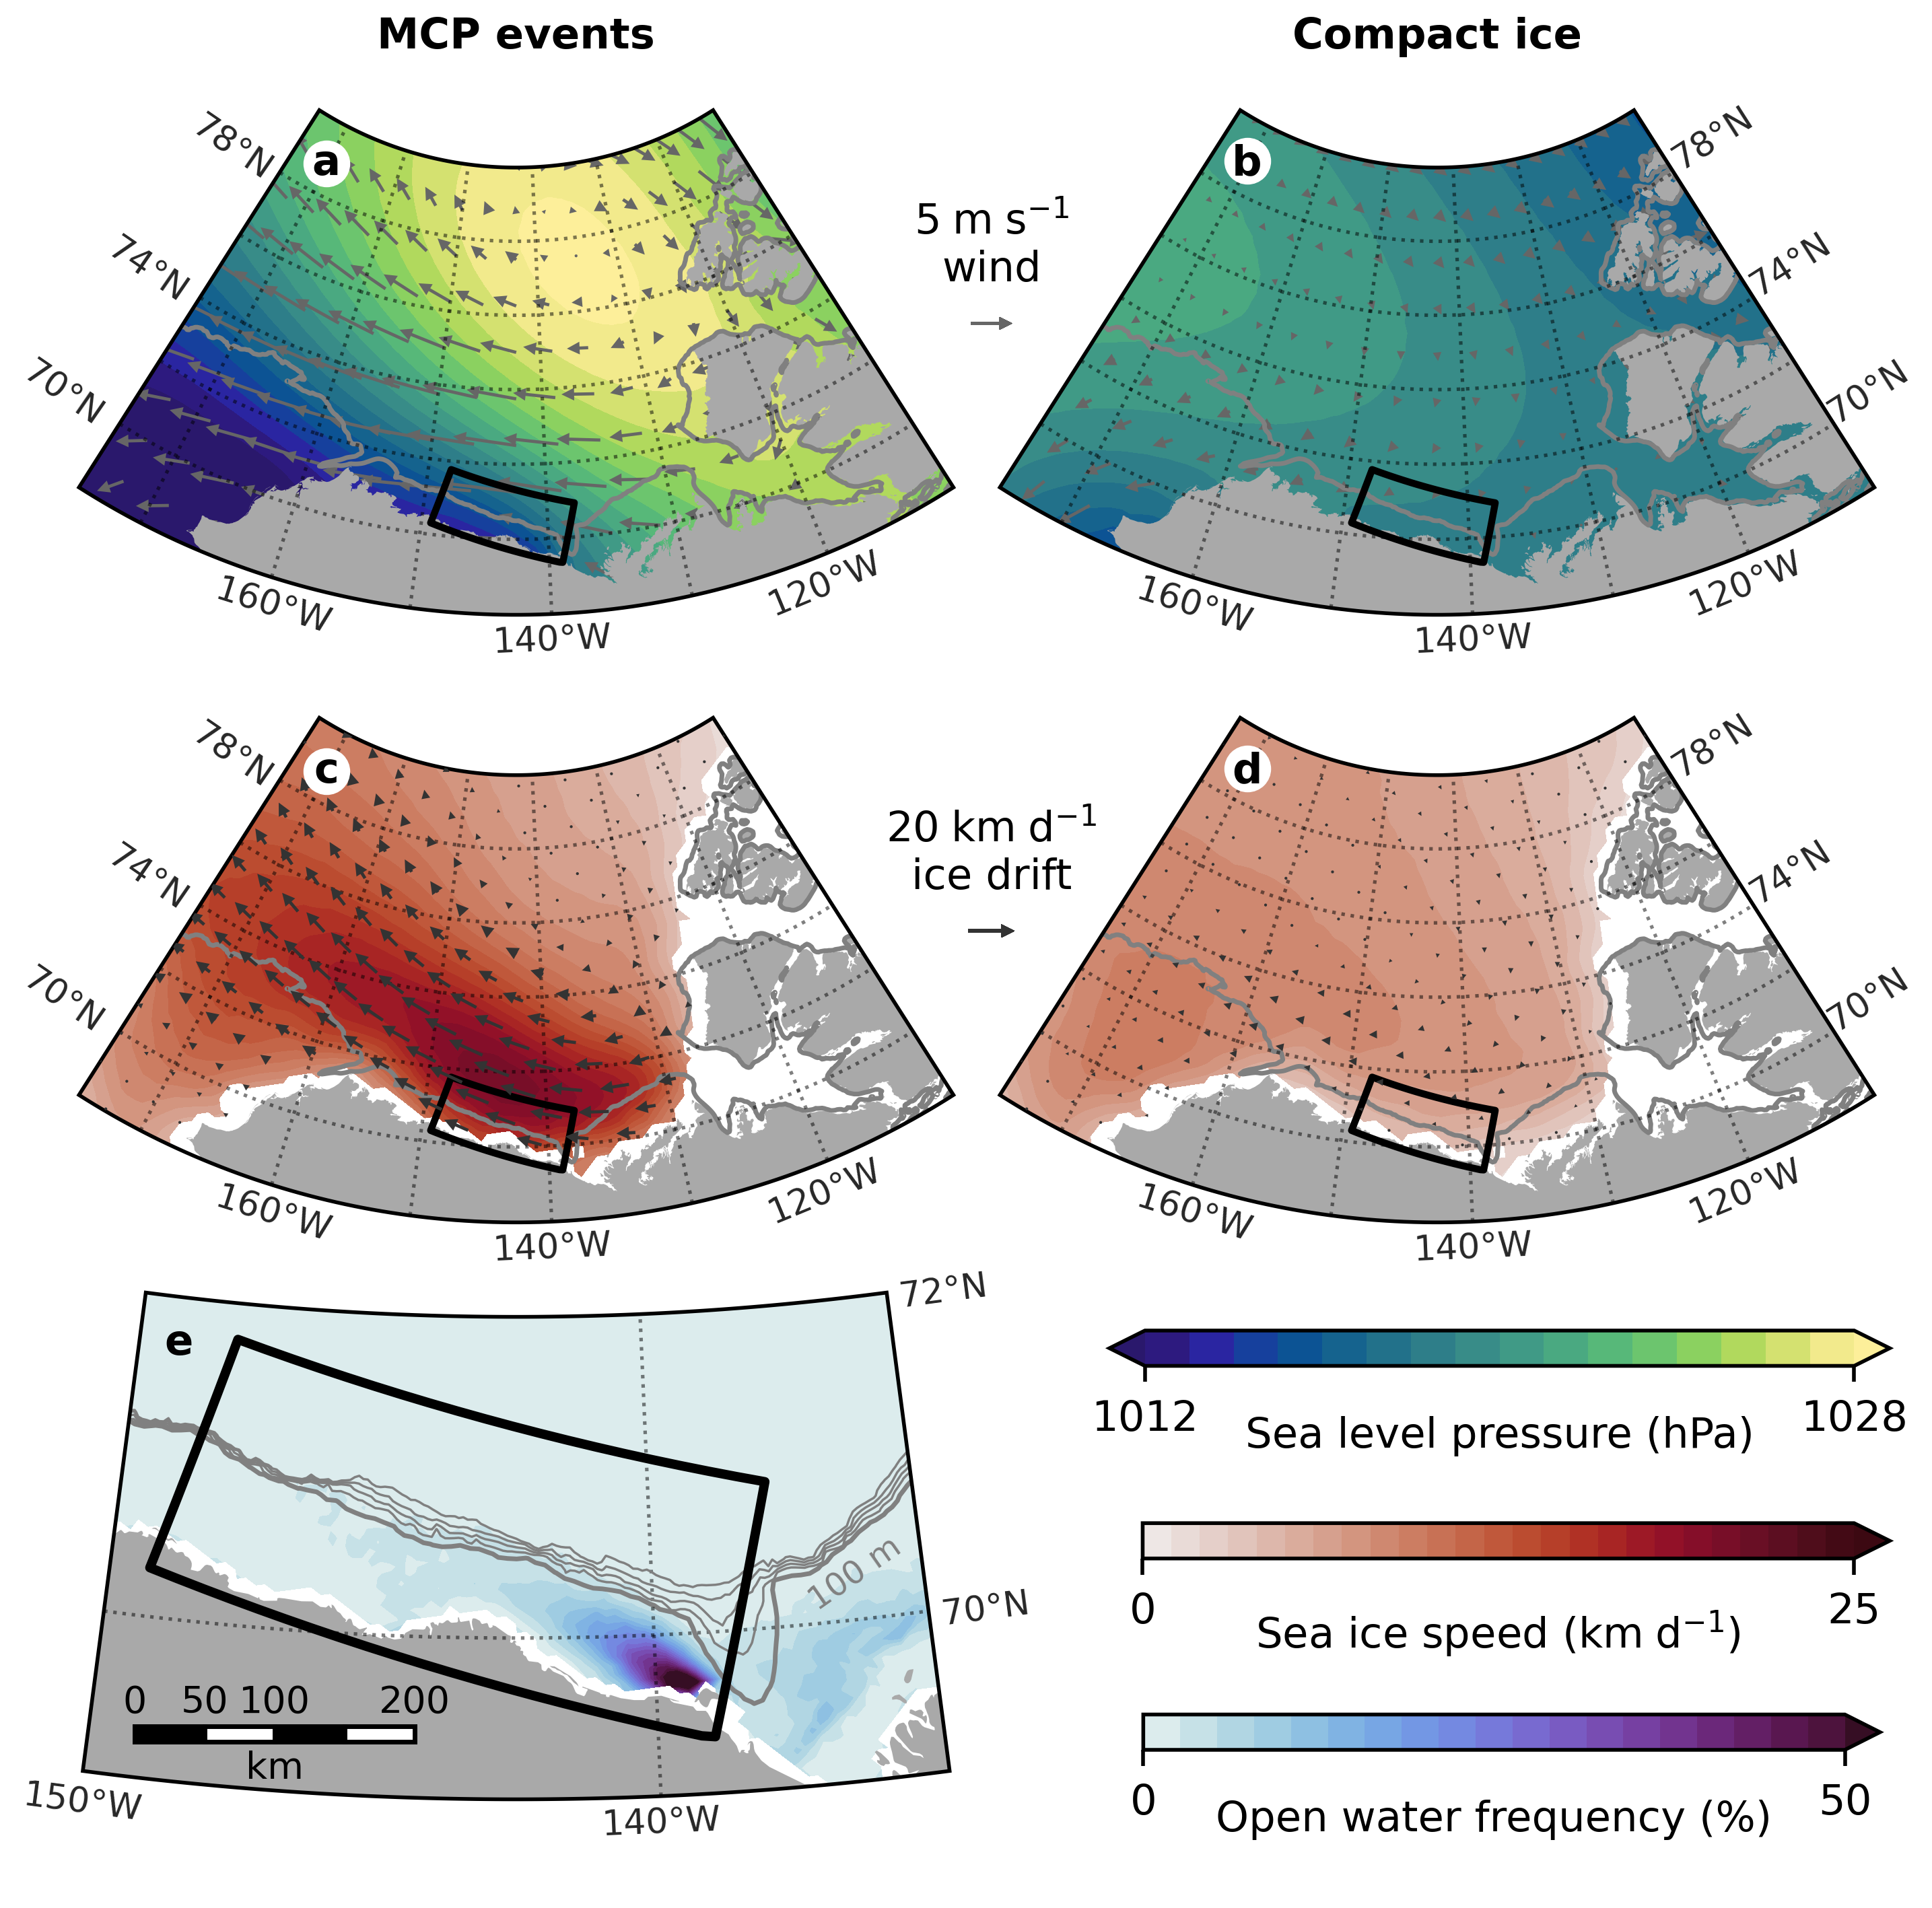 MCP events
Compact ice
78°N
a
b
78°N
5 m s−1
wind
74°N
74°N
70°N
70°N
160°W
140°W
120°W
160°W
140°W
120°W
78°N
c
d
78°N
20 km d−1
ice drift
74°N
74°N
70°N
70°N
160°W
140°W
120°W
160°W
140°W
120°W
72°N
e
100 m
70°N
0 50 100 200
km
150°W
140°W
1012 1028
Sea level pressure (hPa)
0 25
Sea ice speed (km d−1)
0 50
Open water frequency (%)